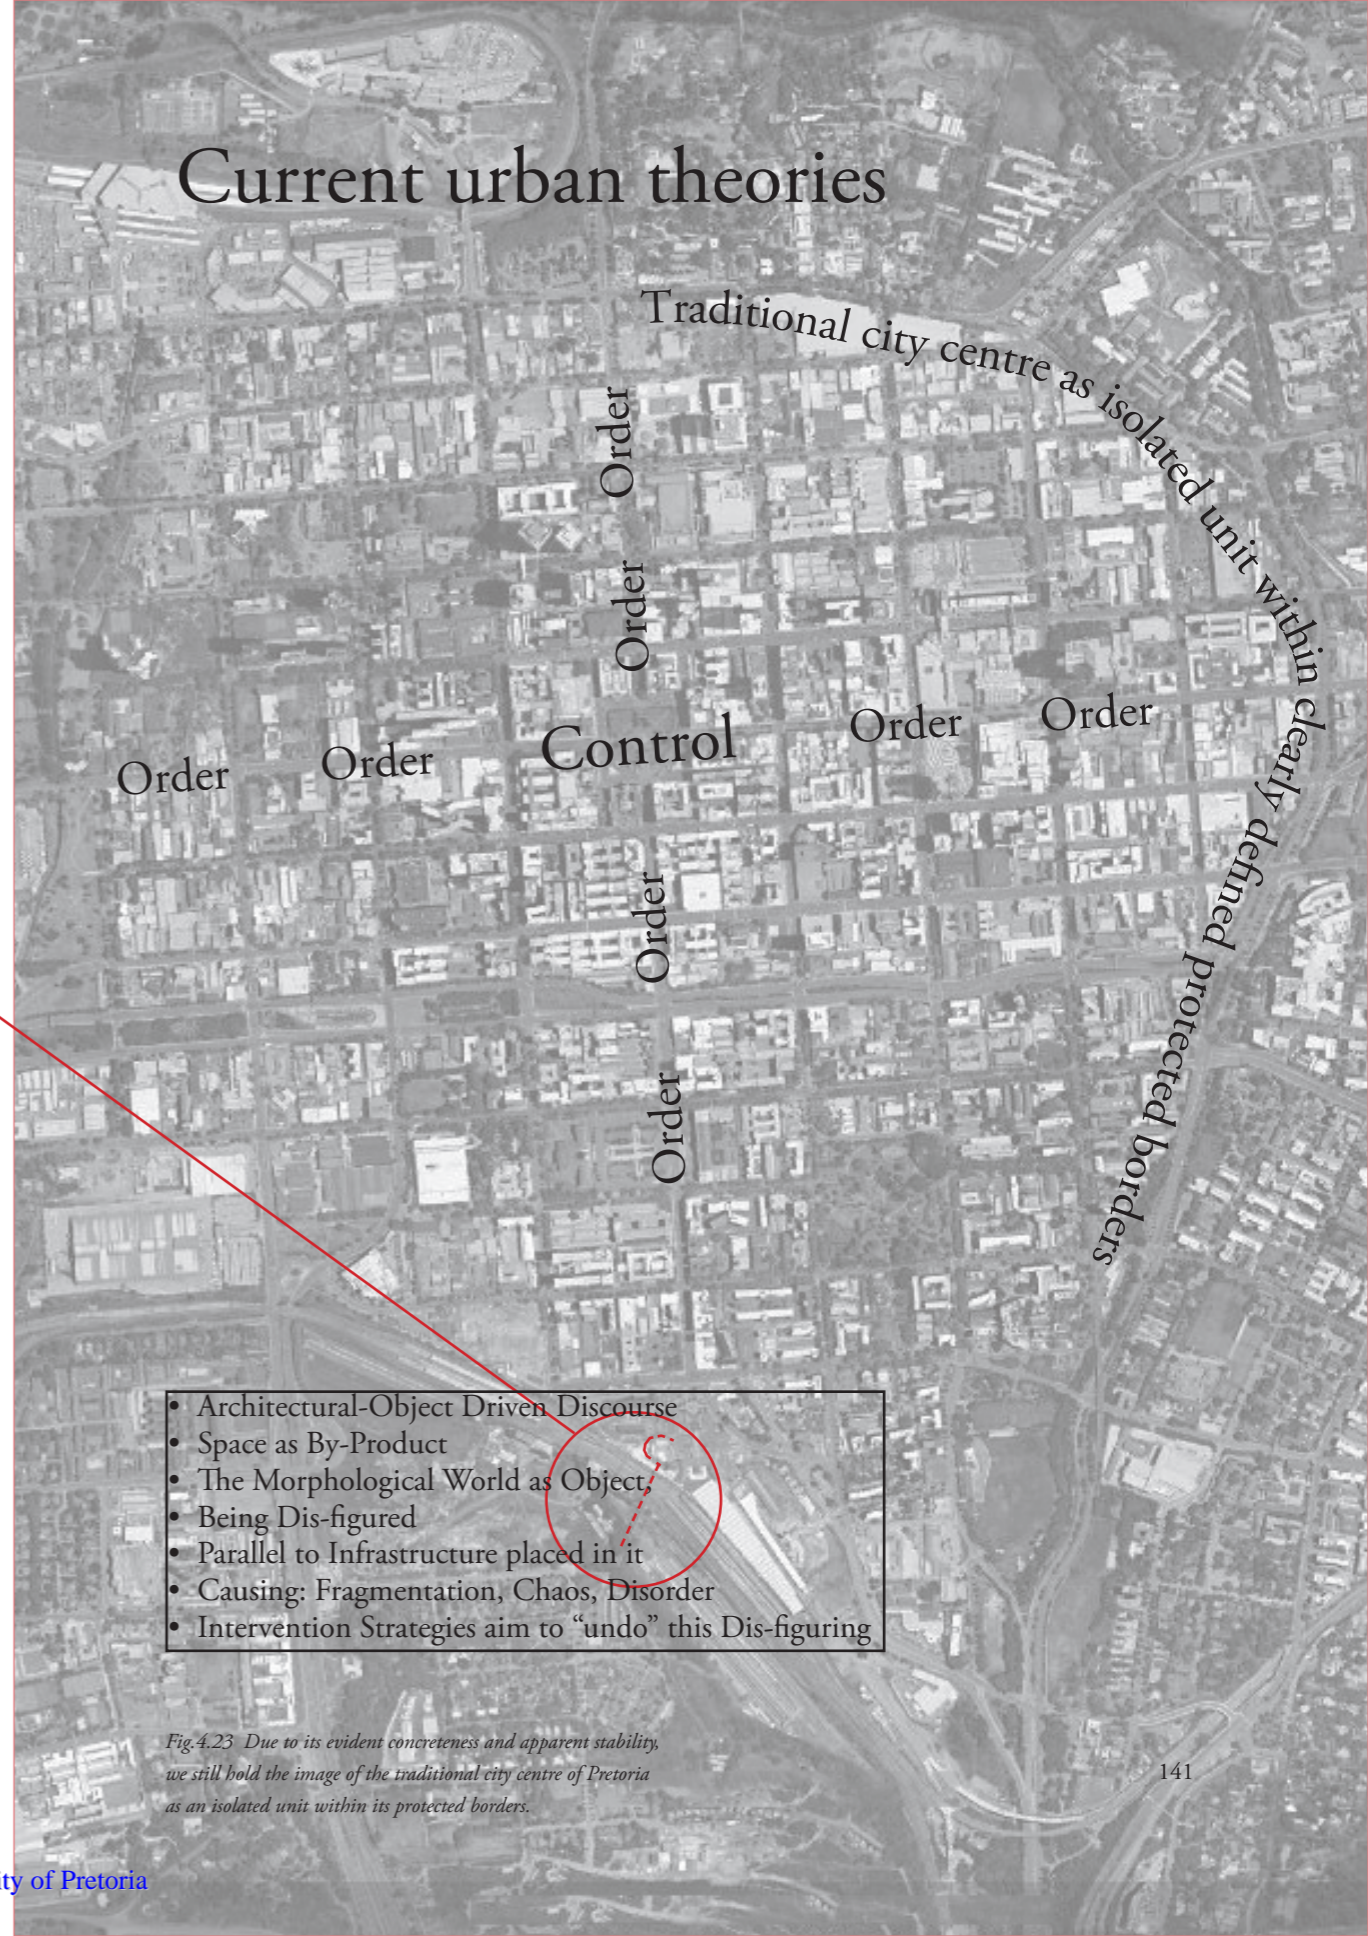 Current urban theories
Traditional city centre as isolated unit within clearly defined protected borders
Order
Order
Order
Order
Control
Order
Order
Order
Order
• Architectural-Object Driven Discourse
• Space as By-Product
• The Morphological World as Object,
• Being Dis-figured
• Parallel to Infrastructure placed in it
• Causing: Fragmentation, Chaos, Disorder
• Intervention Strategies aim to “undo” this Dis-figuring
Fig.4.23 Due to its evident concreteness and apparent stability,
we still hold the image of the traditional city centre of Pretoria
as an isolated unit within its protected borders.
141
ity of Pretoria